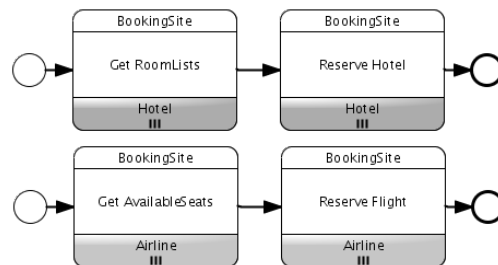 BookingSite BookingSite
Get RoomLists Reserve Hotel
Hotel Hotel
BookingSite BookingSite
Get AvailableSeats Reserve Flight
Airline Airline